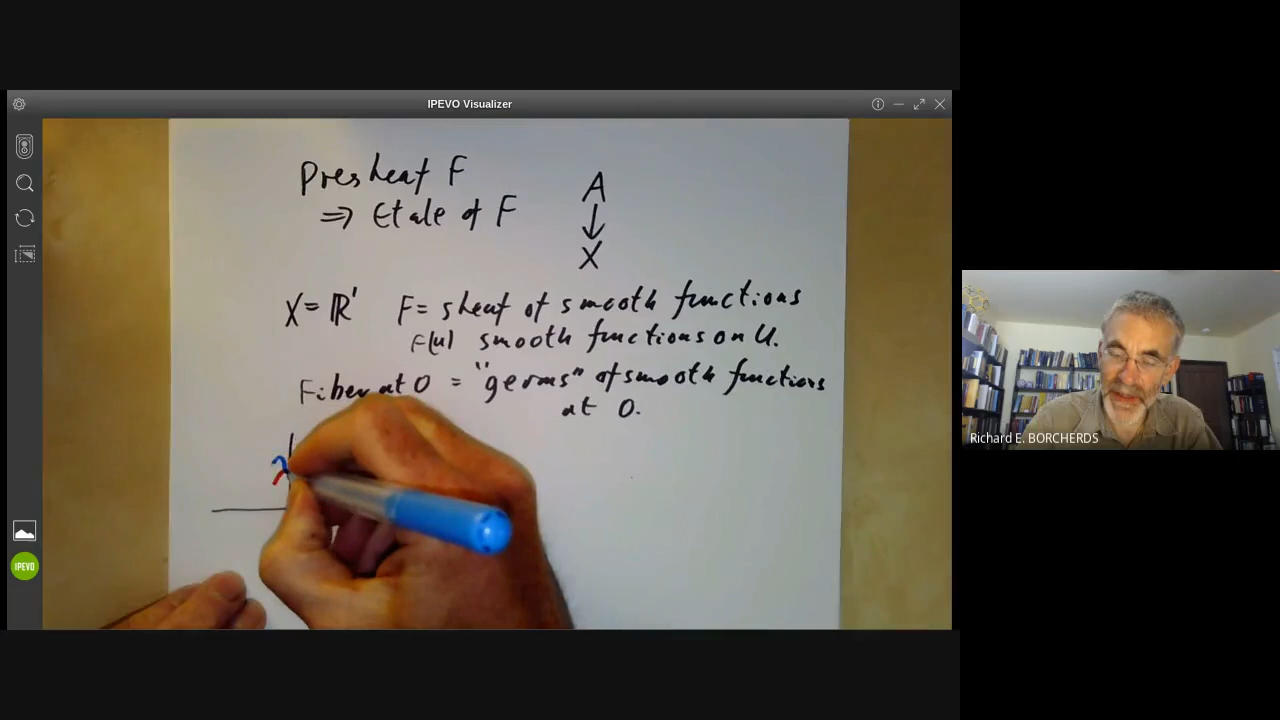 IPEVO Visualizer
Presheaf F
⇒ Etale of F
A
↓
X
X = ℝ¹ F = sheaf of smooth functions
F(U) smooth functions on U.
Fiber at 0 = "germs" of smooth functions
at 0.
Richard E. BORCHERDS
IPEVO